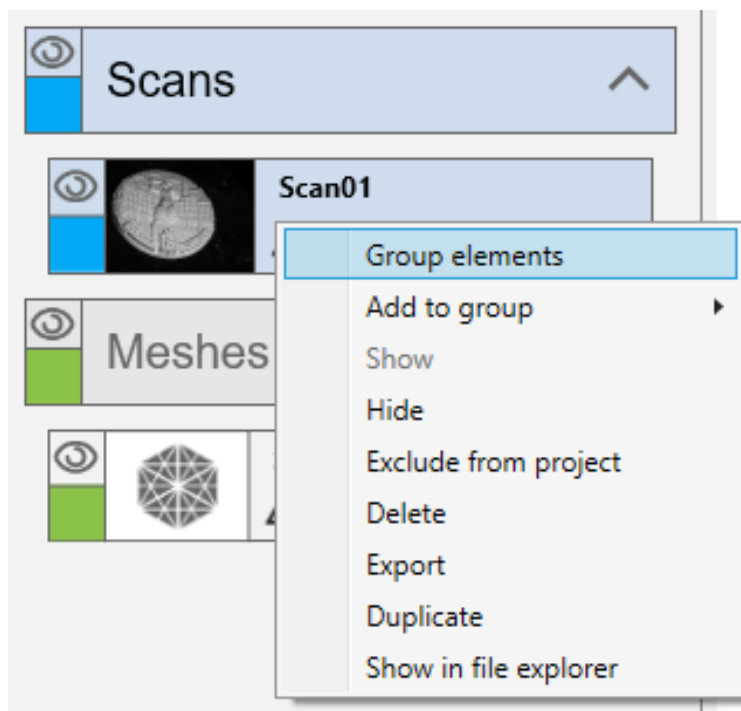 Scans
Scan01
Group elements
Add to group
Show
Hide
Exclude from project
Delete
Export
Duplicate
Show in file explorer
Meshes